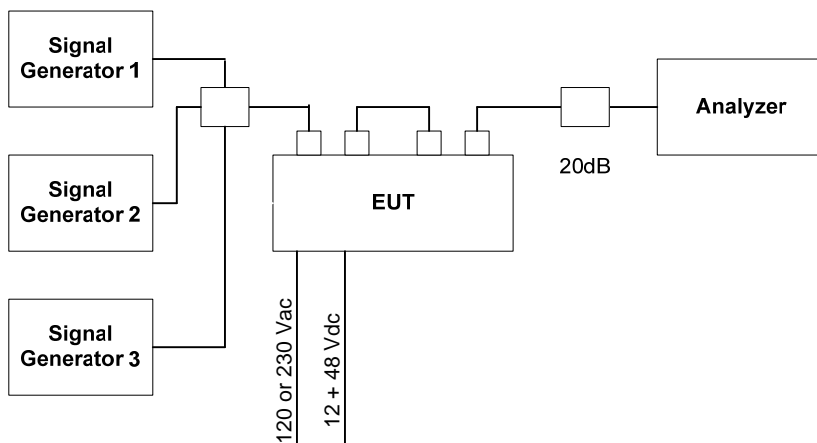 Signal
Generator 1
Signal
Generator 2
Signal
Generator 3
EUT
120 or 230 Vac
12 + 48 Vdc
20dB
Analyzer